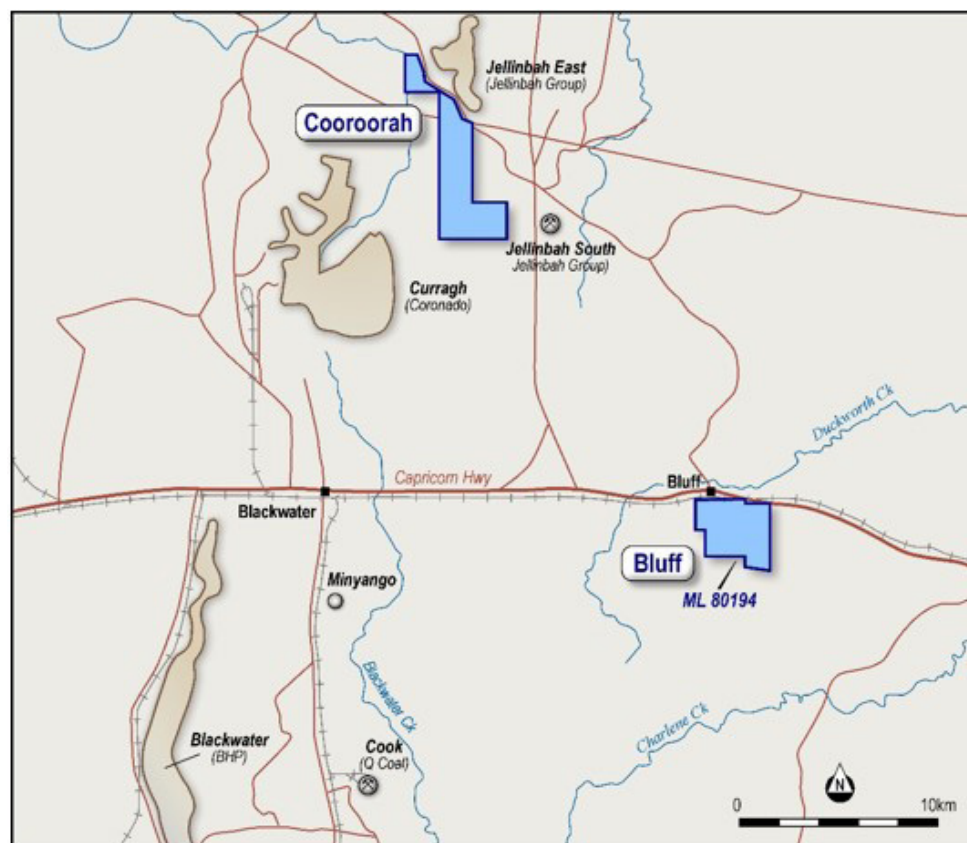 Jellinbah East
(Jellinbah Group)
Cooroorah
Jellinbah South
Jellinbah Group)
Curragh
(Coronado)
Duckworth Ck
Capricorn Hwy
Bluff
Blackwater
Bluff
Minyango
ML 80194
Blackwater Ck
Charlene Ck
Blackwater
(BHP)
Cook
(Q Coal)
N
0 10km